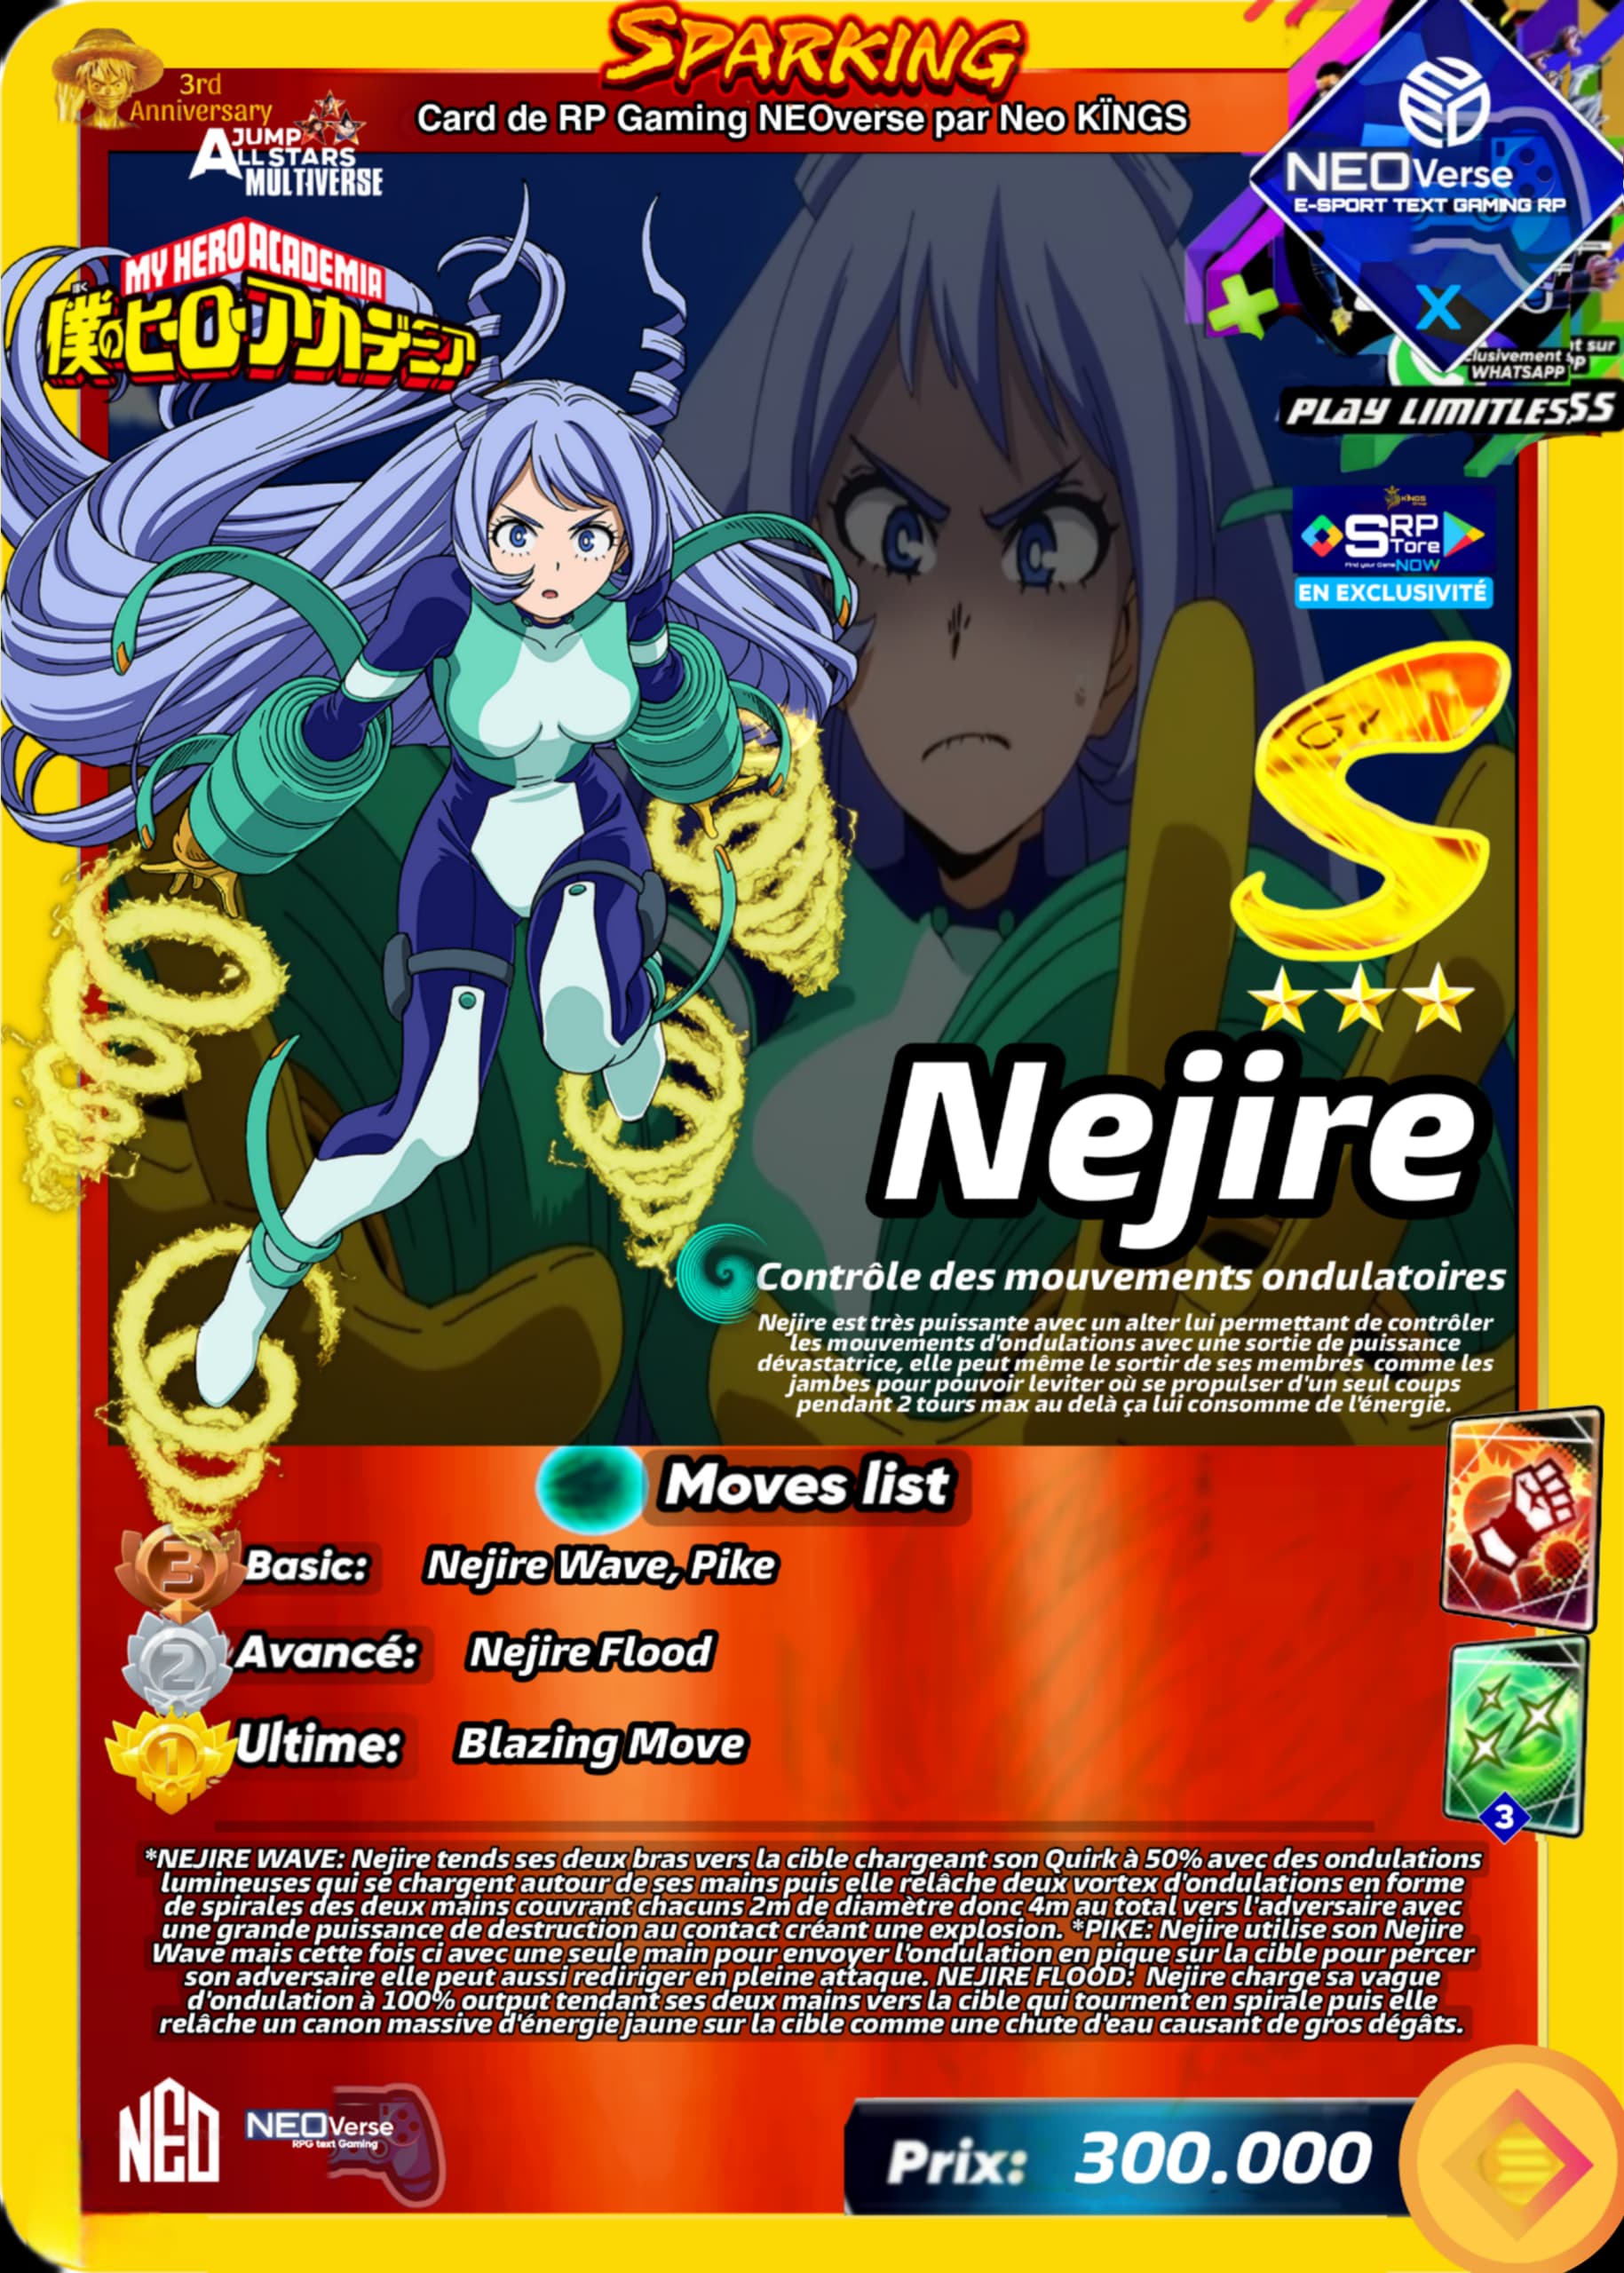 SPARKING
3rd
Anniversary
Card de RP Gaming NEOverse par Neo KÏNGS
JUMP
ALL STARS
MULTIVERSE
NEO
NEOVerse
E-SPORT TEXT GAMING RP
X
MY HERO ACADEMIA
僕のヒーローアカデミア
ぼく
clusivement
t sur
WHATSAPP
PLAY LIMITLESSS
KÏNGS
SRP
Tore
Find your Game NOW
EN EXCLUSIVITÉ
S
Nejire
Contrôle des mouvements ondulatoires
Nejire est très puissante avec un alter lui permettant de contrôler
les mouvements d'ondulations avec une sortie de puissance
dévastatrice, elle peut même le sortir de ses membres comme les
jambes pour pouvoir leviter où se propulser d'un seul coups
pendant 2 tours max au delà ça lui consomme de l'énergie.
Moves list
3 Basic: Nejire Wave, Pike
2 Avancé: Nejire Flood
1 Ultime: Blazing Move
3
*NEJIRE WAVE: Nejire tends ses deux bras vers la cible chargeant son Quirk à 50% avec des ondulations
lumineuses qui se chargent autour de ses mains puis elle relâche deux vortex d'ondulations en forme
de spirales des deux mains couvrant chacuns 2m de diamètre donc 4m au total vers l'adversaire avec
une grande puissance de destruction au contact créant une explosion. *PIKE: Nejire utilise son Nejire
Wave mais cette fois ci avec une seule main pour envoyer l'ondulation en pique sur la cible pour percer
son adversaire elle peut aussi rediriger en pleine attaque. NEJIRE FLOOD: Nejire charge sa vague
d'ondulation à 100% output tendant ses deux mains vers la cible qui tournent en spirale puis elle
relâche un canon massive d'énergie jaune sur la cible comme une chute d'eau causant de gros dégâts.
NEO
NEOVerse
RPG text Gaming
Prix: 300.000